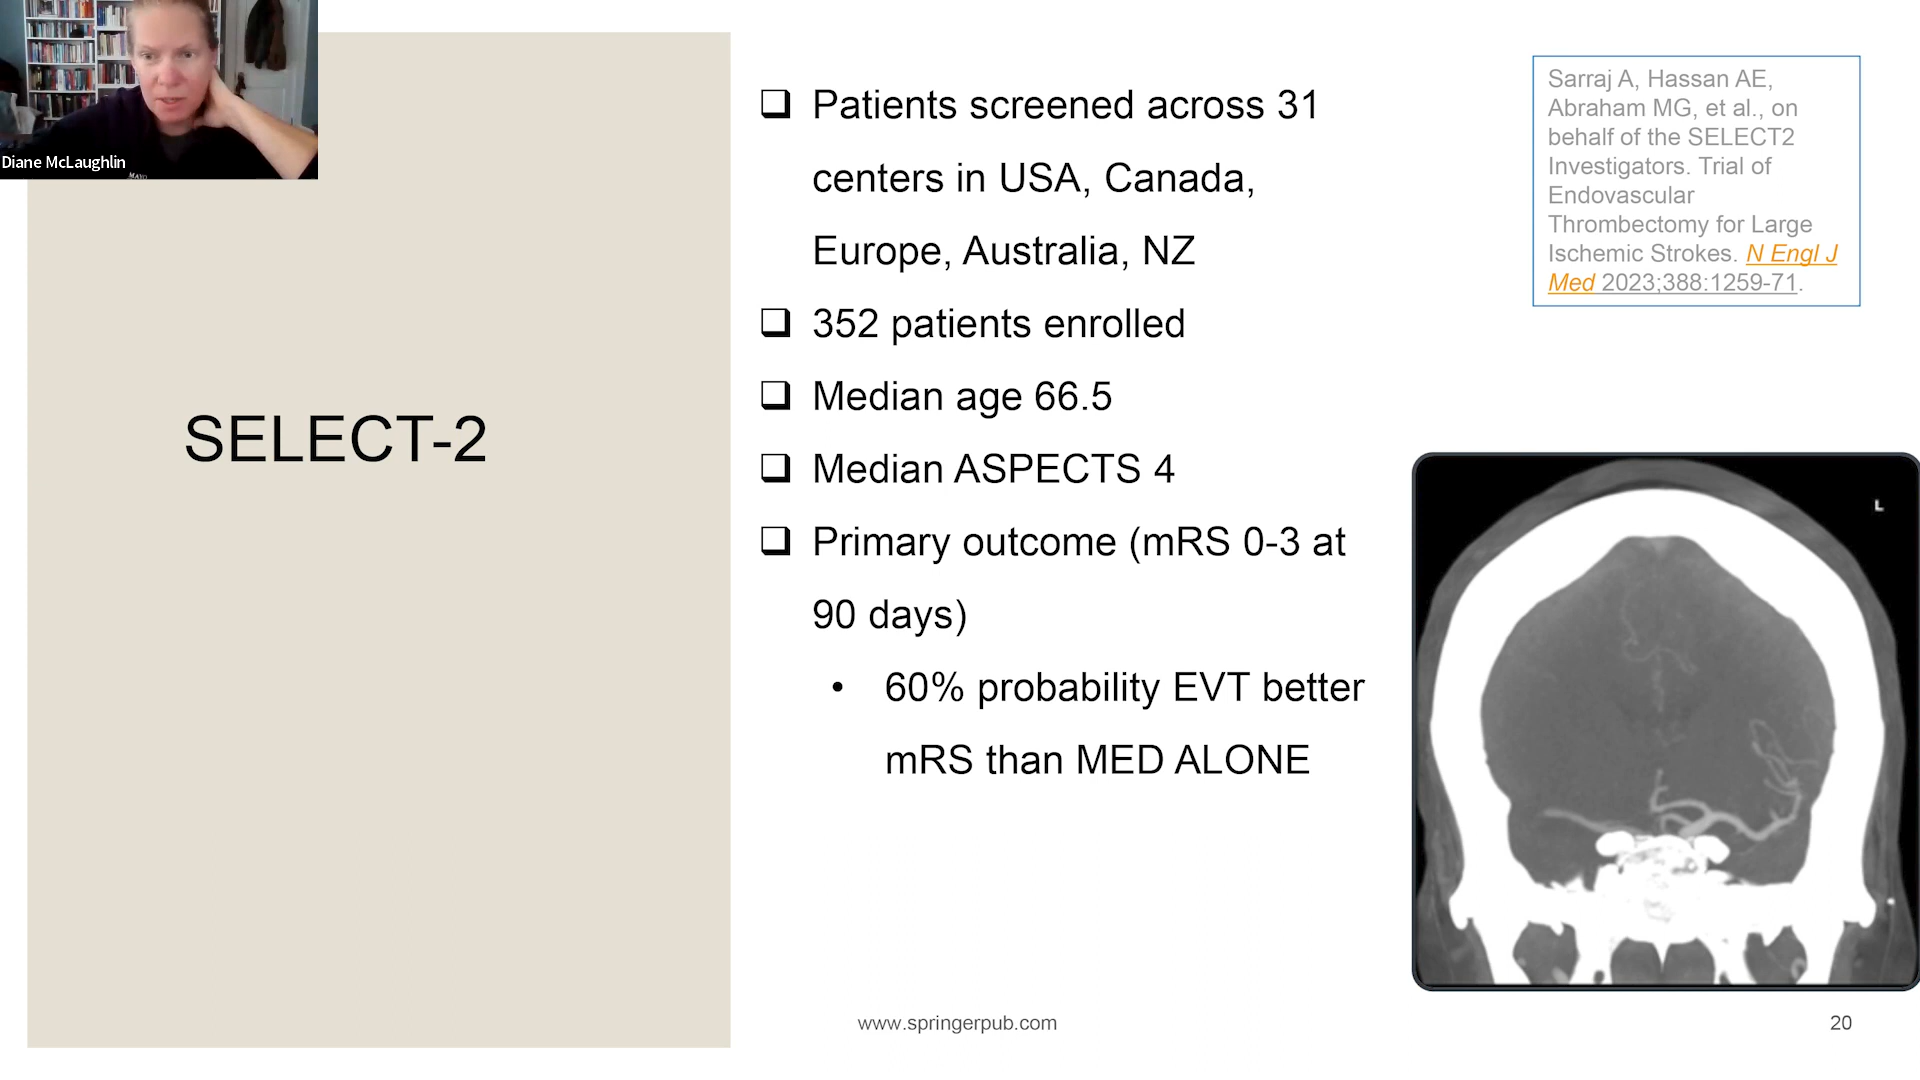 Diane McLaughlin
MAYO
SELECT-2
❑ Patients screened across 31
centers in USA, Canada,
Europe, Australia, NZ
❑ 352 patients enrolled
❑ Median age 66.5
❑ Median ASPECTS 4
❑ Primary outcome (mRS 0-3 at
90 days)
• 60% probability EVT better
mRS than MED ALONE
Sarraj A, Hassan AE,
Abraham MG, et al., on
behalf of the SELECT2
Investigators. Trial of
Endovascular
Thrombectomy for Large
Ischemic Strokes. N Engl J
Med 2023;388:1259-71.
L
www.springerpub.com
20